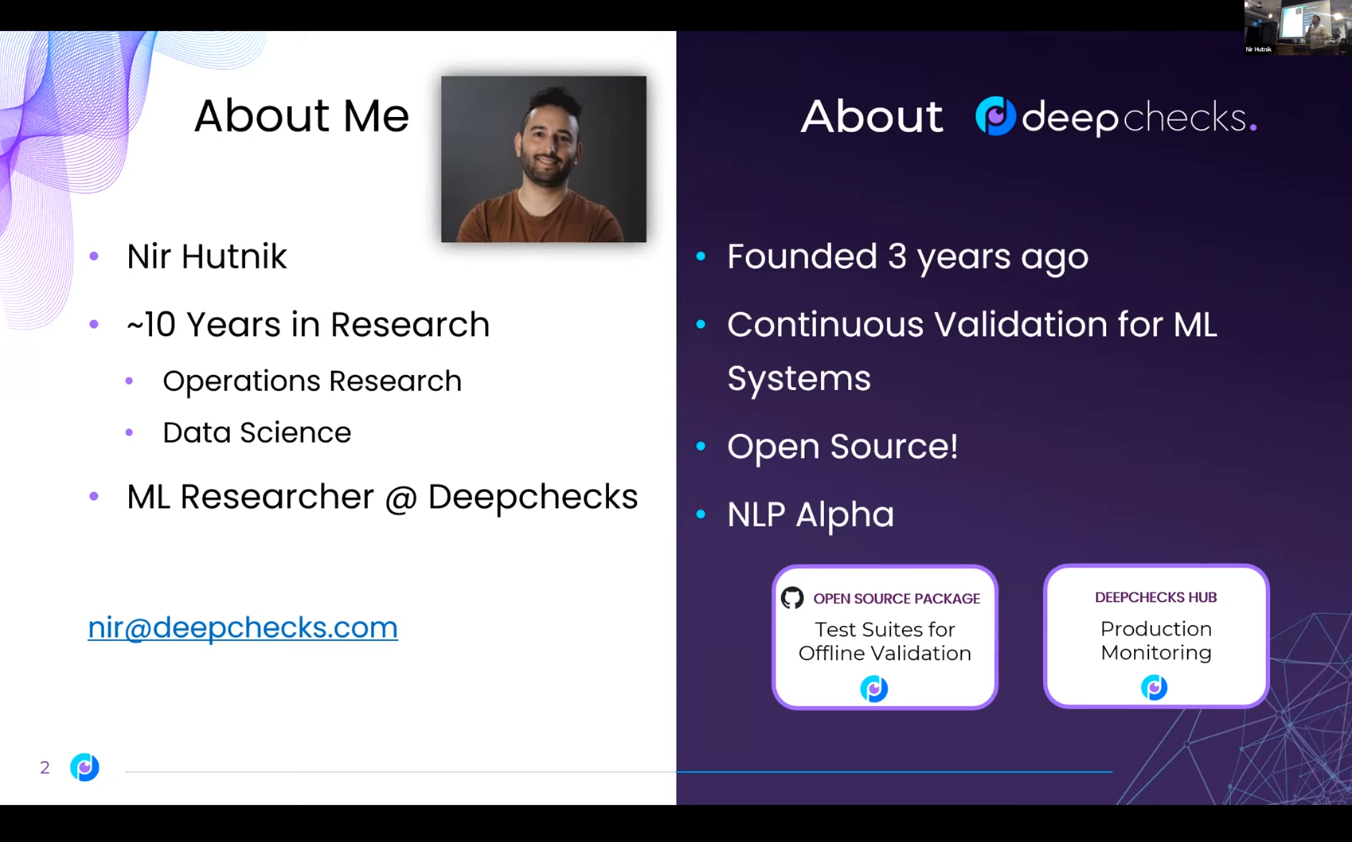 Nir Hutnik
About Me
Nir Hutnik
~10 Years in Research
Operations Research
Data Science
ML Researcher @ Deepchecks
nir@deepchecks.com
2
About deepchecks.
Founded 3 years ago
Continuous Validation for ML
Systems
Open Source!
NLP Alpha
OPEN SOURCE PACKAGE
Test Suites for
Offline Validation
DEEPCHECKS HUB
Production
Monitoring